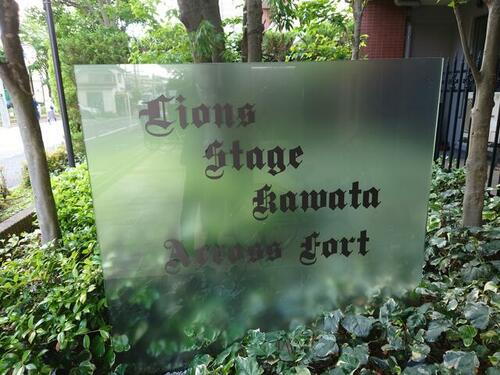 Lions
Stage
Kawata
Across Fort